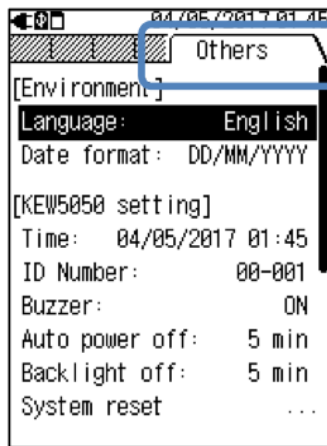 04/05/2017 01:45
Others
[Environment]
Language: English
Date format: DD/MM/YYYY
[KEW5050 setting]
Time: 04/05/2017 01:45
ID Number: 00-001
Buzzer: ON
Auto power off: 5 min
Backlight off: 5 min
System reset ...